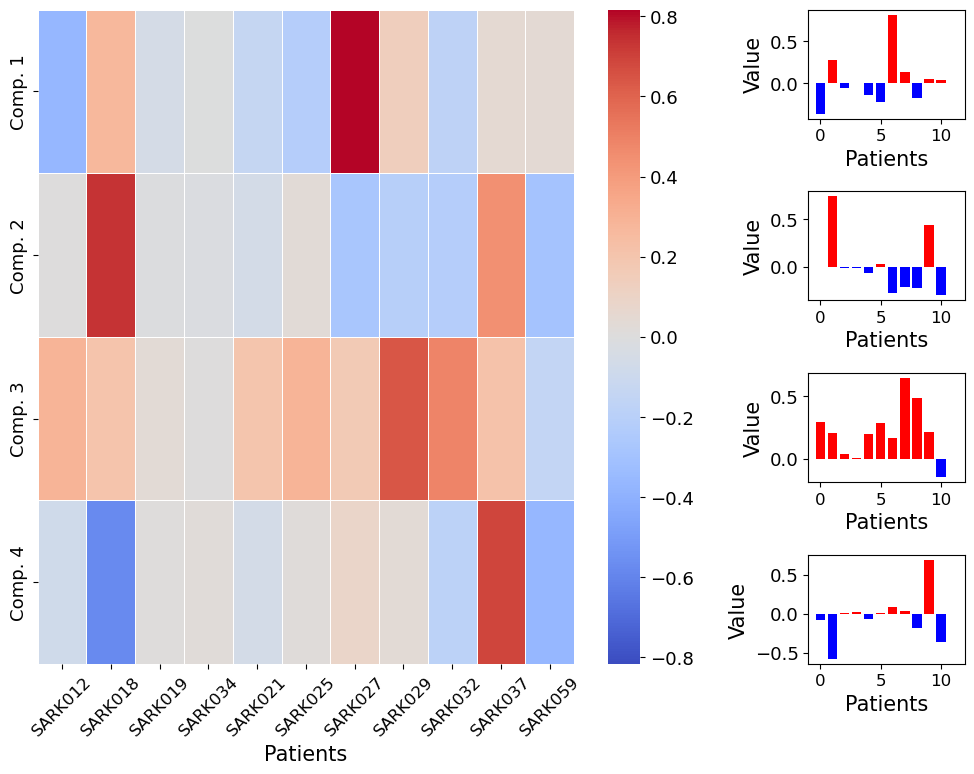 Comp. 1
Comp. 2
Comp. 3
Comp. 4
SARK012
SARK018
SARK019
SARK034
SARK021
SARK025
SARK027
SARK029
SARK032
SARK037
SARK059
Patients
0.8
0.6
0.4
0.2
0.0
−0.2
−0.4
−0.6
−0.8
Value
0.5
0.0
0 5 10
Patients
Value
0.5
0.0
0 5 10
Patients
Value
0.5
0.0
0 5 10
Patients
Value
0.5
0.0
−0.5
0 5 10
Patients